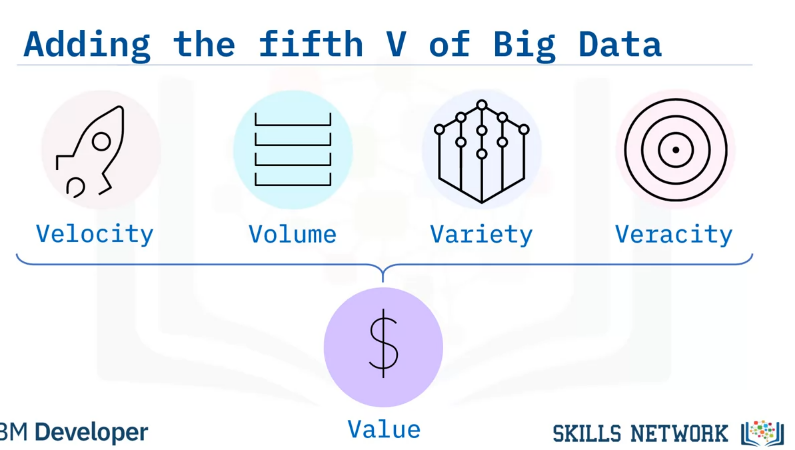 Adding the fifth V of Big Data
Velocity Volume Variety Veracity
$
Value
BM Developer SKILLS NETWORK